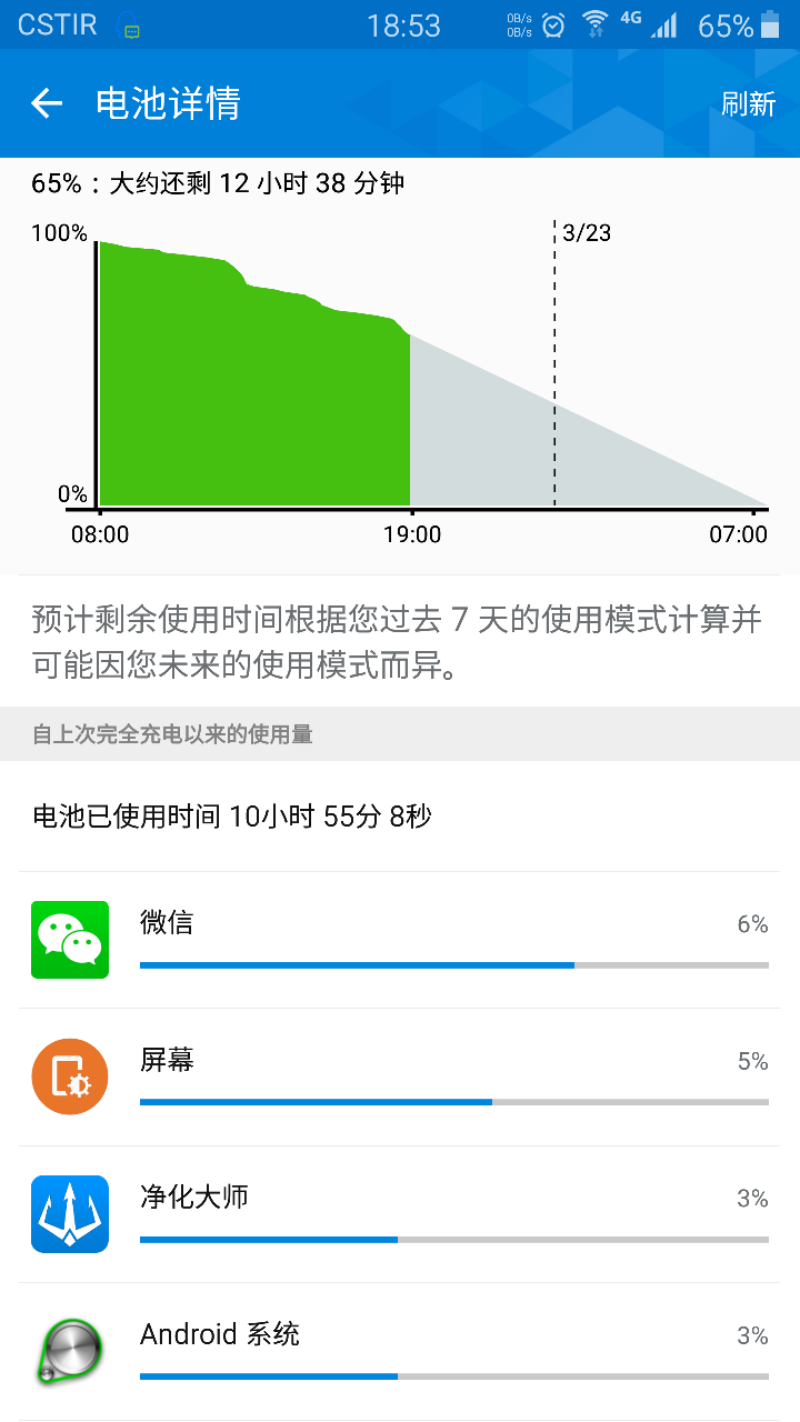 CSTIR 18:53 0B/s 0B/s 4G 65%
电池详情 刷新
65%：大约还剩 12 小时 38 分钟
100% 3/23
0%
08:00 19:00 07:00
预计剩余使用时间根据您过去 7 天的使用模式计算并
可能因您未来的使用模式而异。
自上次完全充电以来的使用量
电池已使用时间 10小时 55分 8秒
微信 6%
屏幕 5%
净化大师 3%
Android 系统 3%